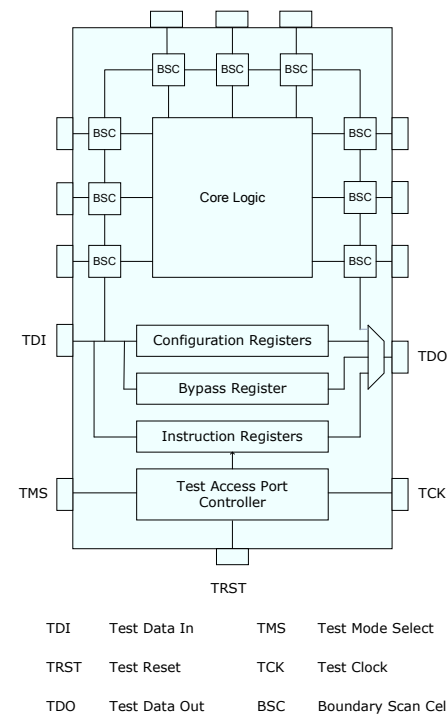 BSC BSC BSC
BSC BSC
Core Logic
BSC BSC
BSC BSC
TDI
Configuration Registers
TDO
Bypass Register
Instruction Registers
TMS
Test Access Port
Controller
TCK
TRST
TDI Test Data In TMS Test Mode Select
TRST Test Reset TCK Test Clock
TDO Test Data Out BSC Boundary Scan Cel